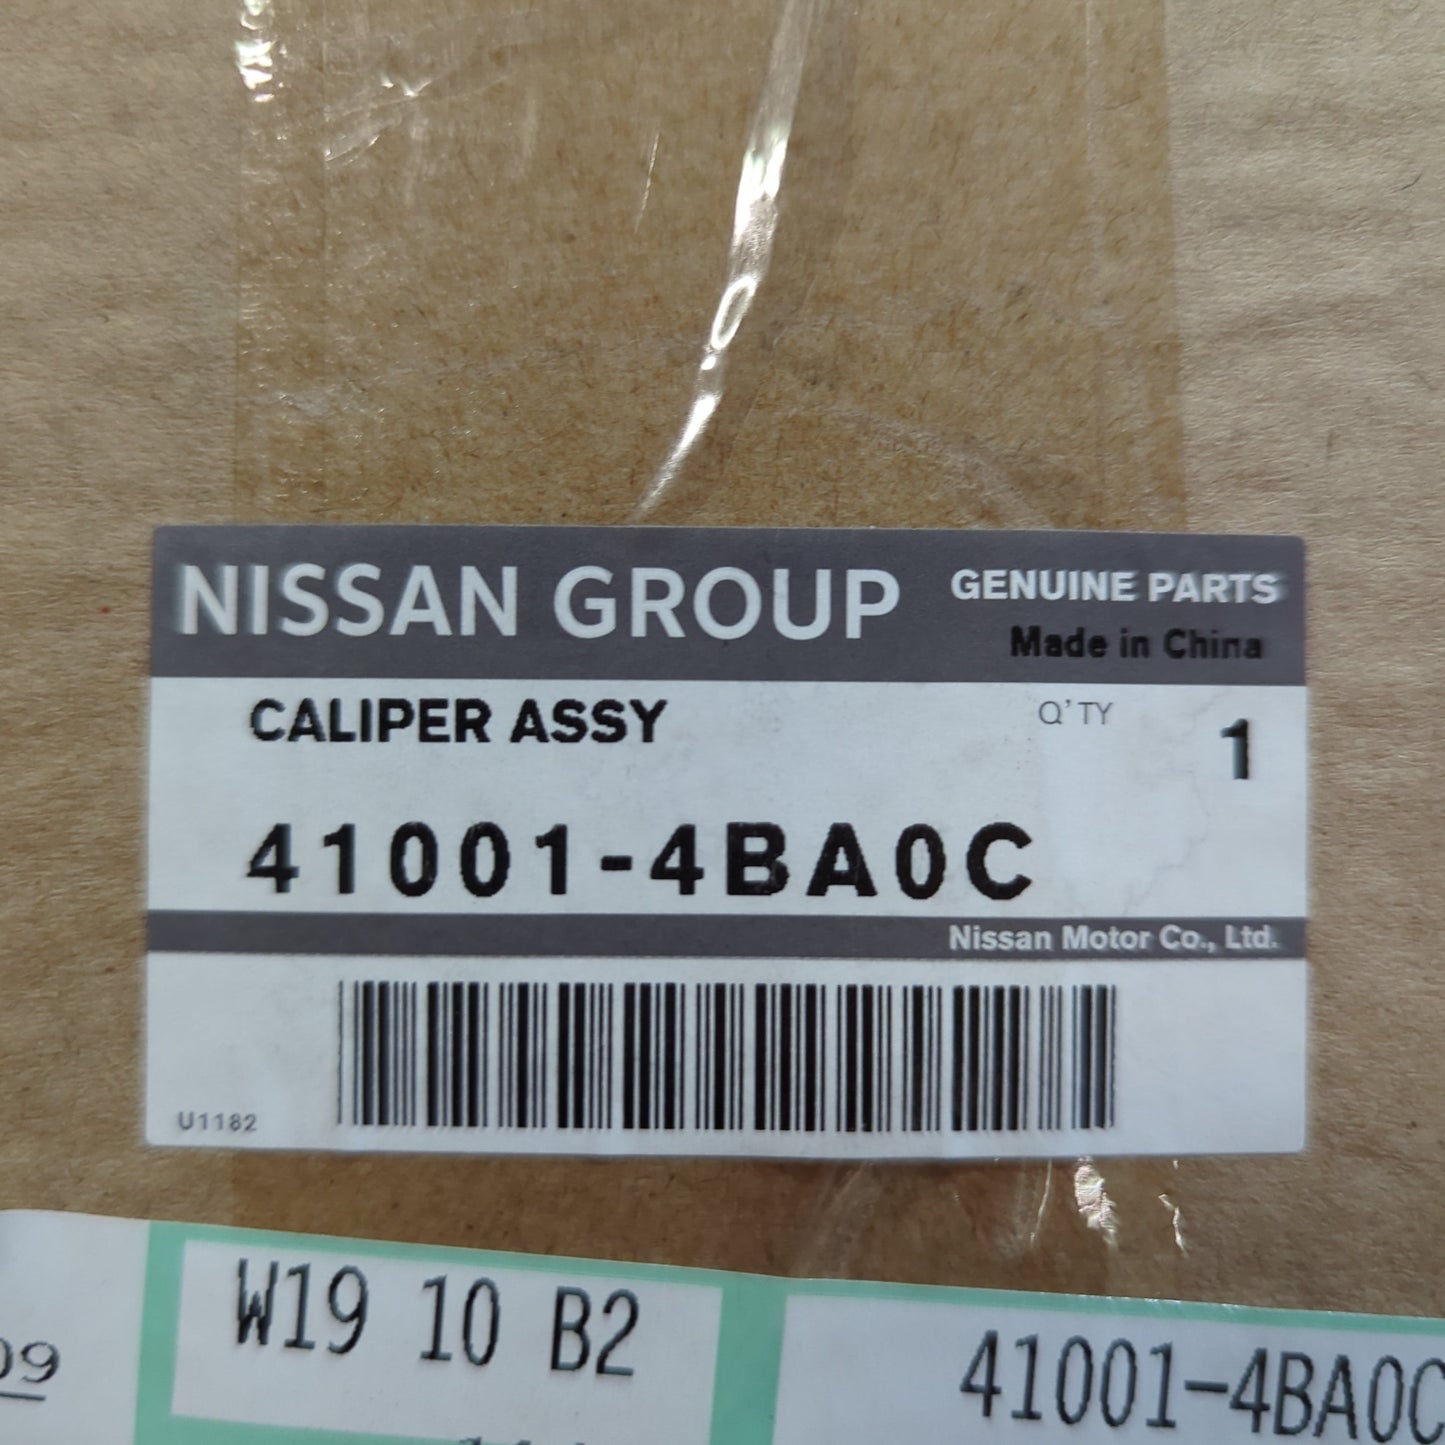 NISSAN GROUP
GENUINE PARTS
Made in China
CALIPER ASSY
Q'TY
1
41001-4BA0C
Nissan Motor Co., Ltd.
U1182
09
W19 10 B2
41001-4BA0C